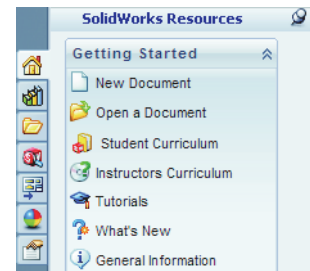 SolidWorks Resources
Getting Started
New Document
Open a Document
Student Curriculum
Instructors Curriculum
Tutorials
What's New
General Information